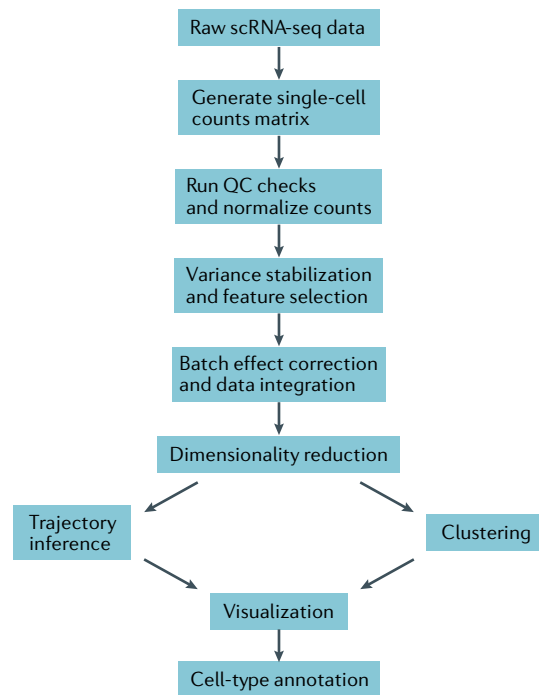 Raw scRNA-seq data
Generate single-cell
counts matrix
Run QC checks
and normalize counts
Variance stabilization
and feature selection
Batch effect correction
and data integration
Dimensionality reduction
Trajectory
inference
Clustering
Visualization
Cell-type annotation